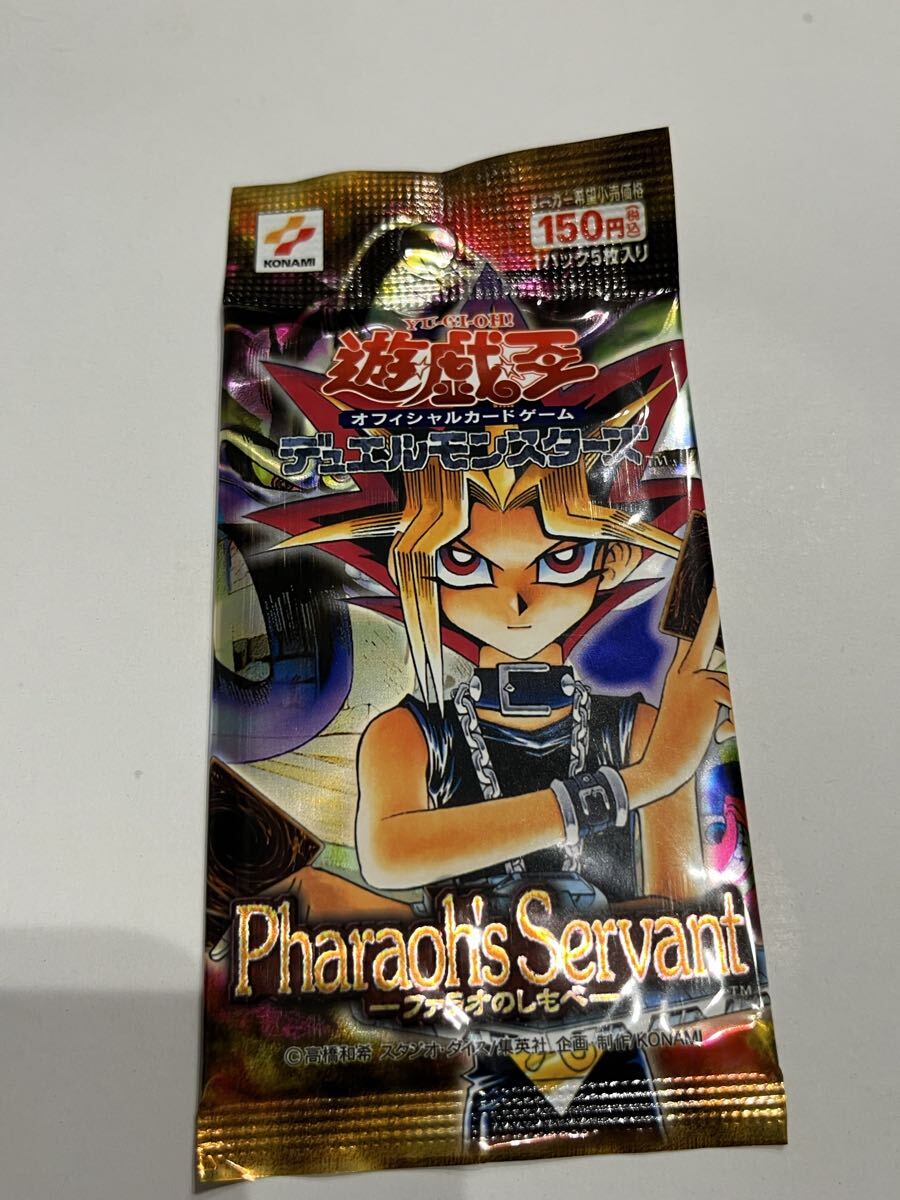 メーカー希望小売価格
150円(税込)
1パック5枚入り
KONAMI
YU-GI-OH!
遊☆戯☆王
オフィシャルカードゲーム
デュエルモンスターズ™
Pharaoh's Servant
ーファラオのしもべー™
©高橋和希 スタジオ・ダイス/集英社 企画・制作/KONAMI